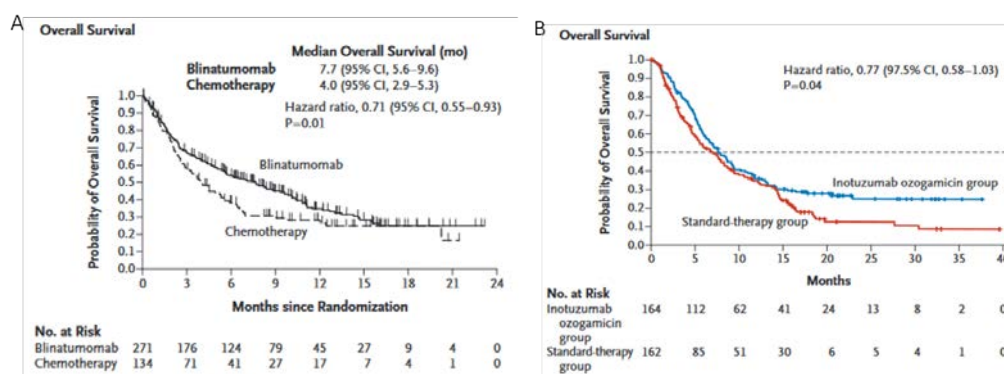 A
Overall Survival
Median Overall Survival (mo)
Blinatumomab 7.7 (95% CI, 5.6–9.6)
Chemotherapy 4.0 (95% CI, 2.9–5.3)
Hazard ratio, 0.71 (95% CI, 0.55–0.93)
P=0.01
Probability of Overall Survival
1.0
0.9
0.8
0.7
0.6
0.5
0.4
0.3
0.2
0.1
0.0
Blinatumomab
Chemotherapy
0 3 6 9 12 15 18 21 24
Months since Randomization
No. at Risk
Blinatumomab 271 176 124 79 45 27 9 4 0
Chemotherapy 134 71 41 27 17 7 4 1 0
B
Overall Survival
Hazard ratio, 0.77 (97.5% CI, 0.58–1.03)
P=0.04
Probability of Overall Survival
1.0
0.9
0.8
0.7
0.6
0.5
0.4
0.3
0.2
0.1
0.0
Inotuzumab ozogamicin group
Standard-therapy group
0 5 10 15 20 25 30 35 40
Months
No. at Risk
Inotuzumab 164 112 62 41 24 13 8 2 0
ozogamicin
group
Standard-therapy 162 85 51 30 6 5 4 1 0
group